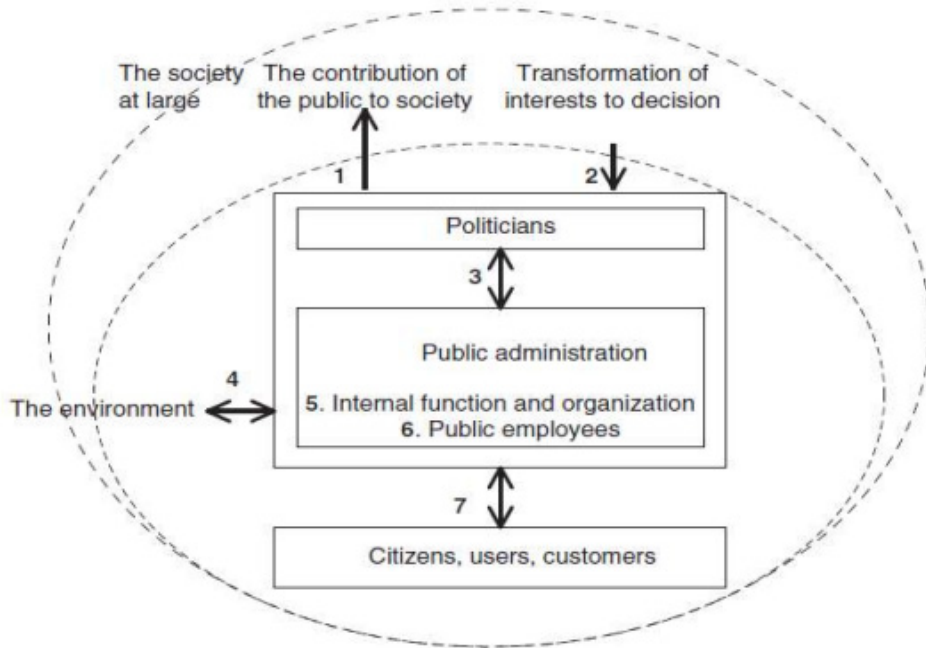 The society
at large
The contribution of
the public to society
Transformation of
interests to decision
1
2
Politicians
3
Public administration
4
The environment
5. Internal function and organization
6. Public employees
7
Citizens, users, customers